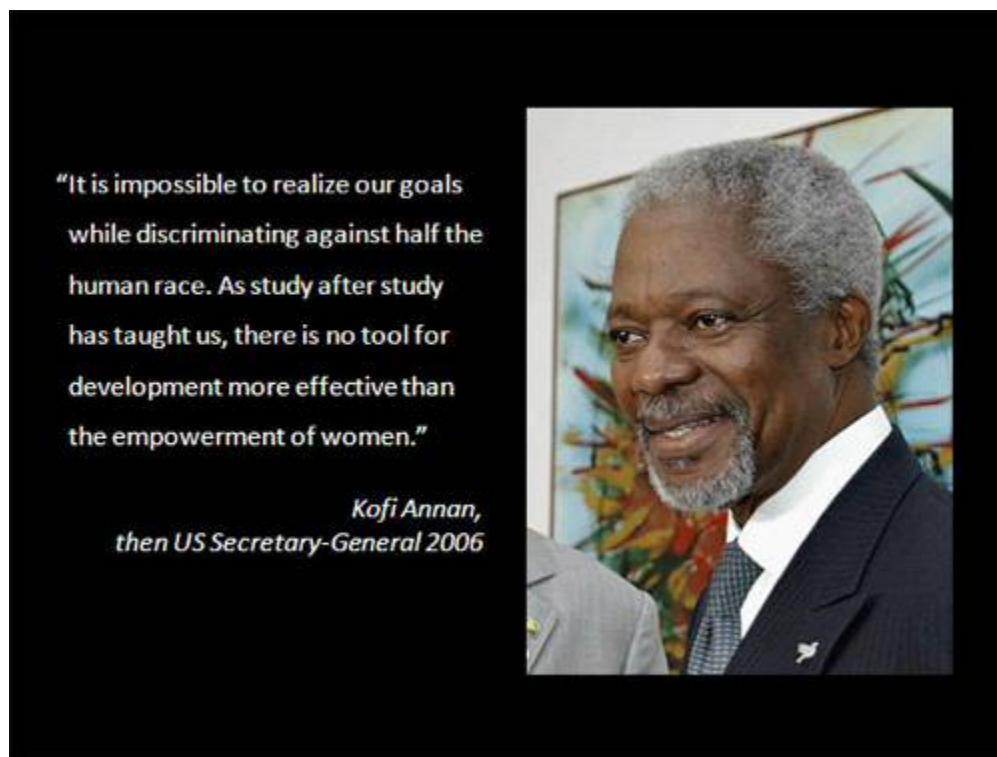 “It is impossible to realize our goals
while discriminating against half the
human race. As study after study
has taught us, there is no tool for
development more effective than
the empowerment of women.”
Kofi Annan,
then US Secretary-General 2006